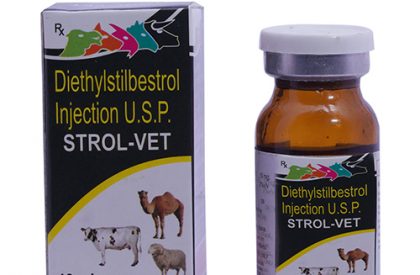 Rx
Diethylstilbestrol
Injection U.S.P.
STROL-VET
Rx
Diethylstilbestrol
Injection U.S.P.
STROL-VET